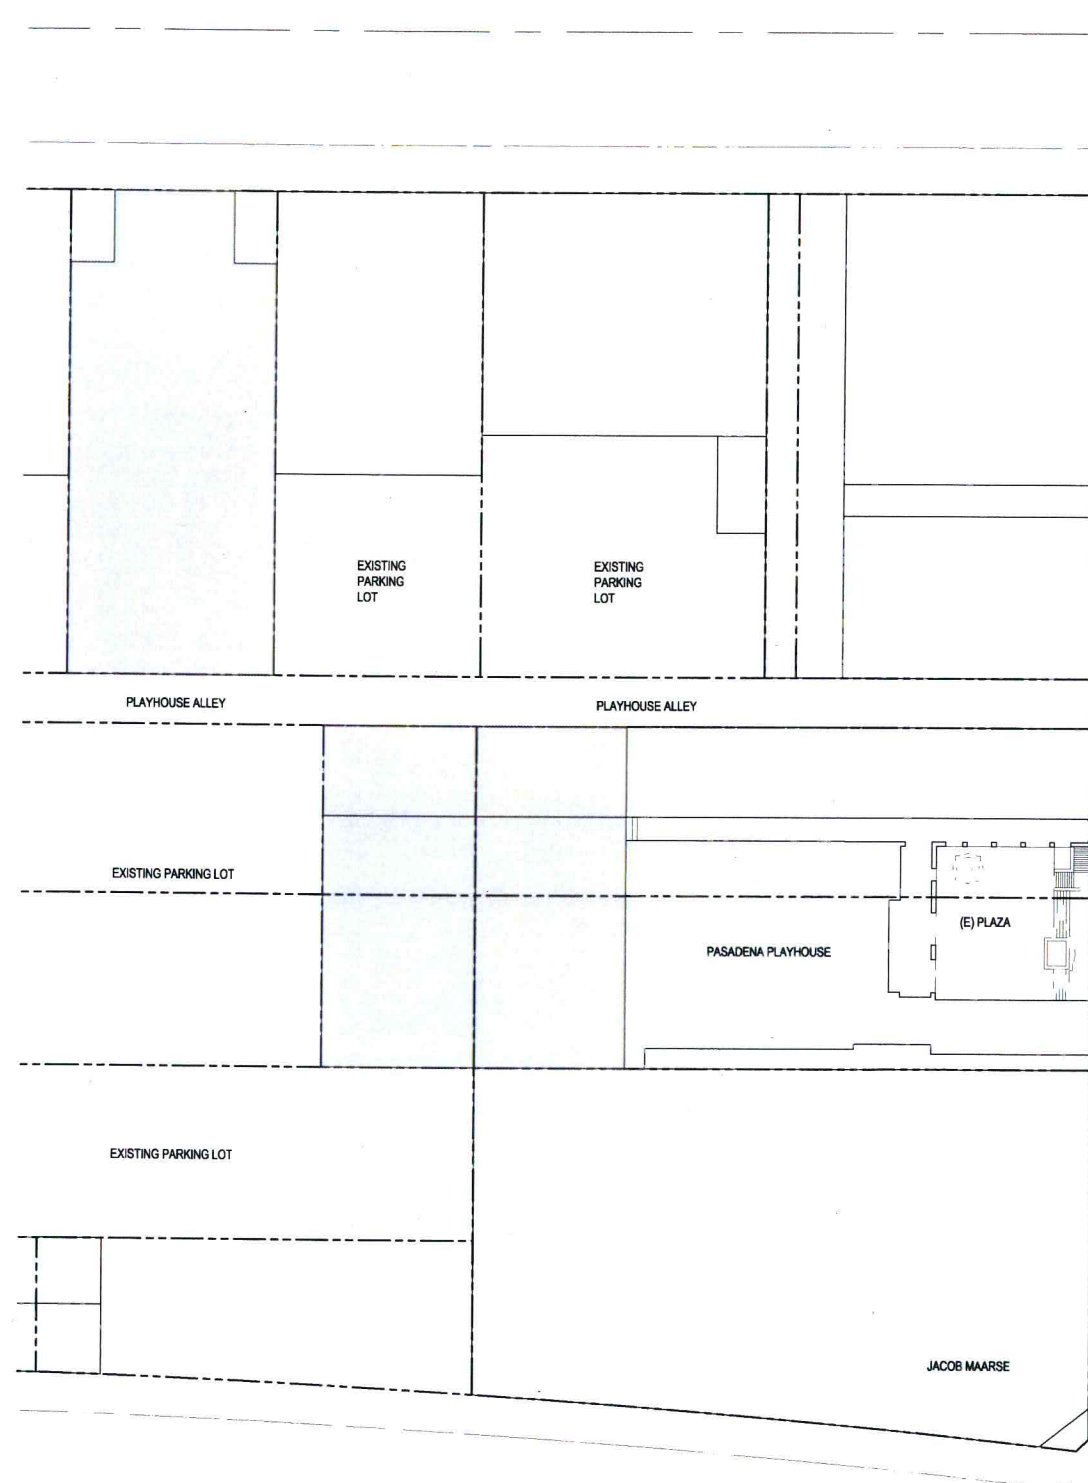 EXISTING
PARKING
LOT
EXISTING
PARKING
LOT
PLAYHOUSE ALLEY
PLAYHOUSE ALLEY
EXISTING PARKING LOT
(E) PLAZA
PASADENA PLAYHOUSE
EXISTING PARKING LOT
JACOB MAARSE